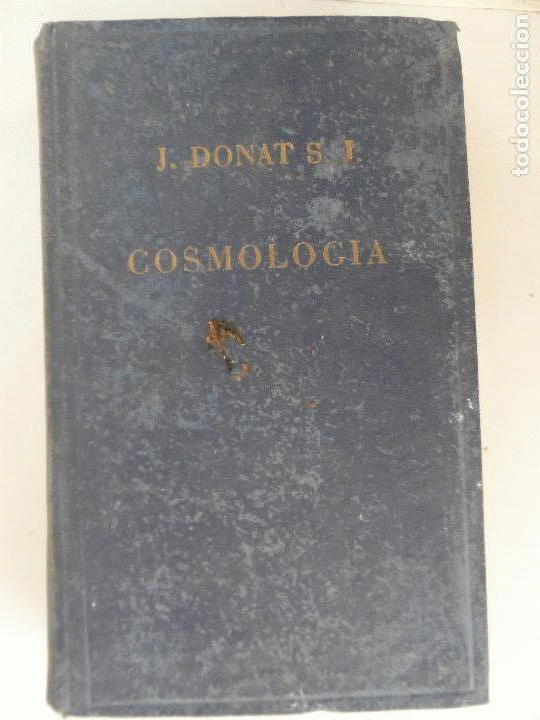 J. DONAT S. J.
COSMOLOGIA
todocoleccion